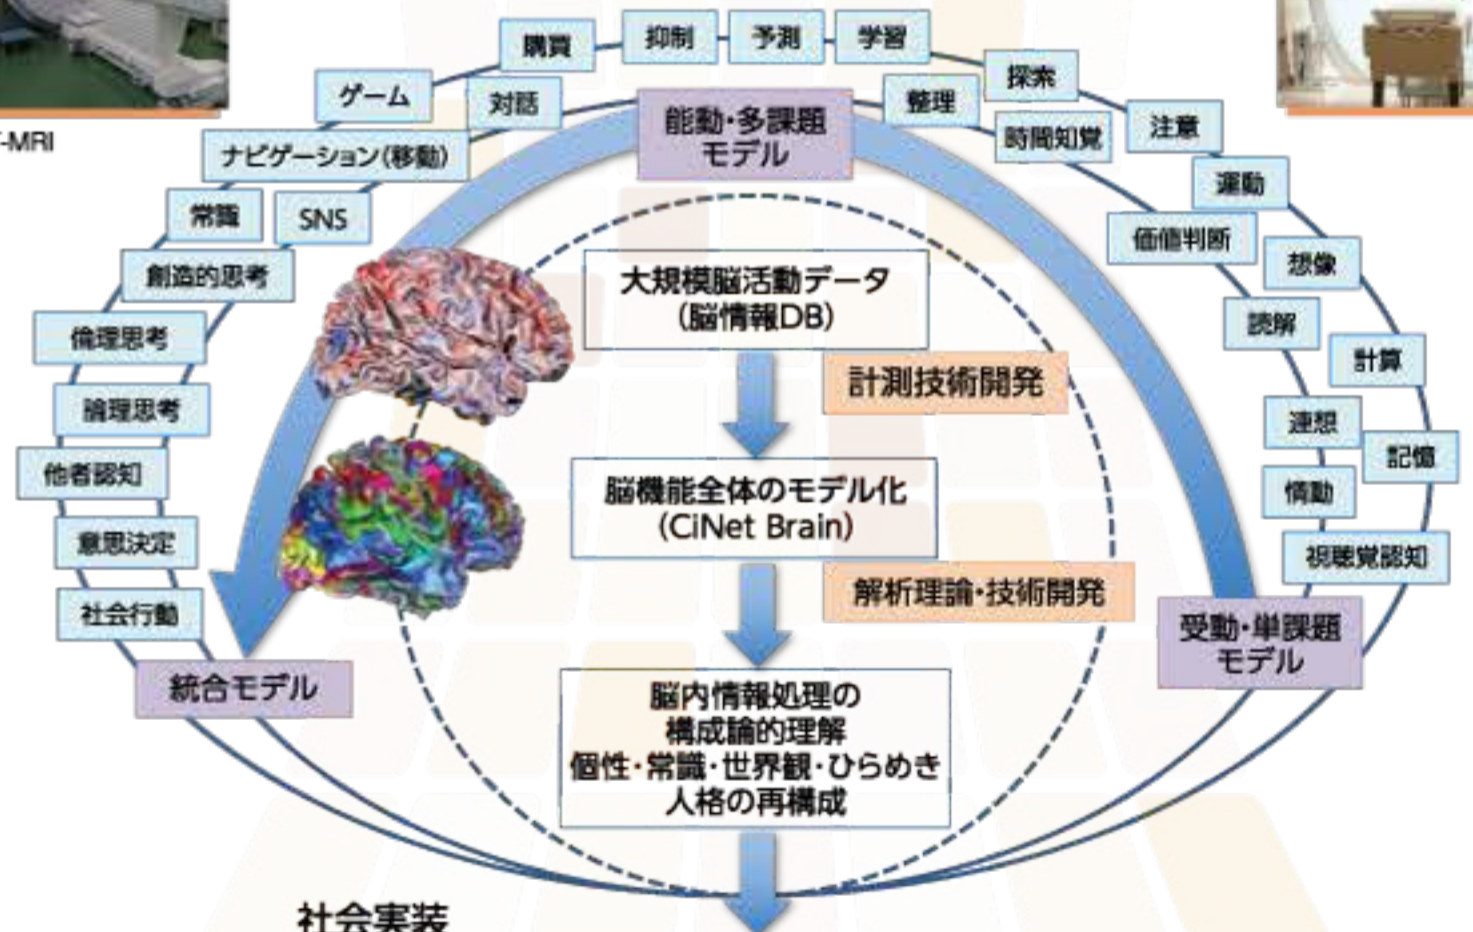 購買
抑制
予測
学習
ゲーム
対話
整理
探索
能動・多課題
モデル
-MRI
ナビゲーション(移動)
時間知覚
注意
常識
SNS
運動
創造的思考
価値判断
想像
大規模脳活動データ
(脳情報DB)
倫理思考
読解
計測技術開発
計算
論理思考
連想
他者認知
記憶
脳機能全体のモデル化
(CiNet Brain)
情動
意思決定
視聴覚認知
解析理論・技術開発
社会行動
受動・単課題
モデル
統合モデル
脳内情報処理の
構成論的理解
個性・常識・世界観・ひらめき
人格の再構成
社会実装